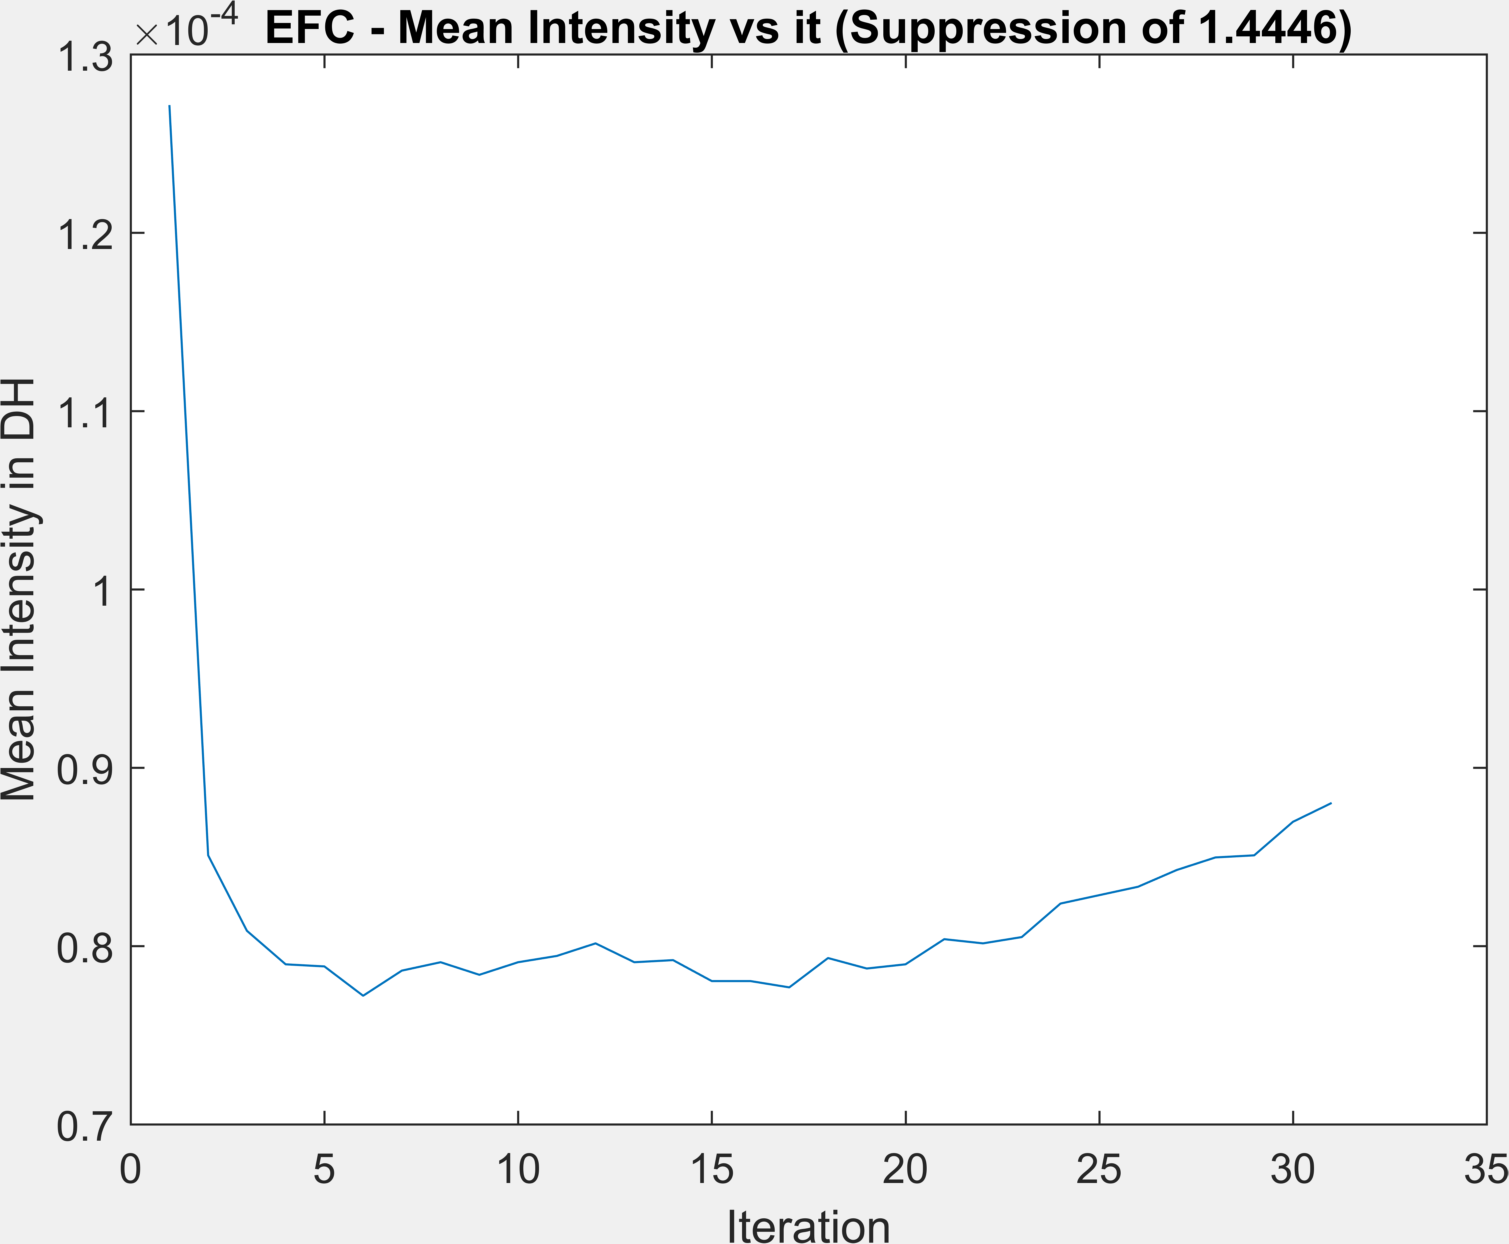 ×10-4 EFC - Mean Intensity vs it (Suppression of 1.4446)
1.3
1.2
1.1
1
0.9
0.8
0.7
Mean Intensity in DH
0 5 10 15 20 25 30 35
Iteration